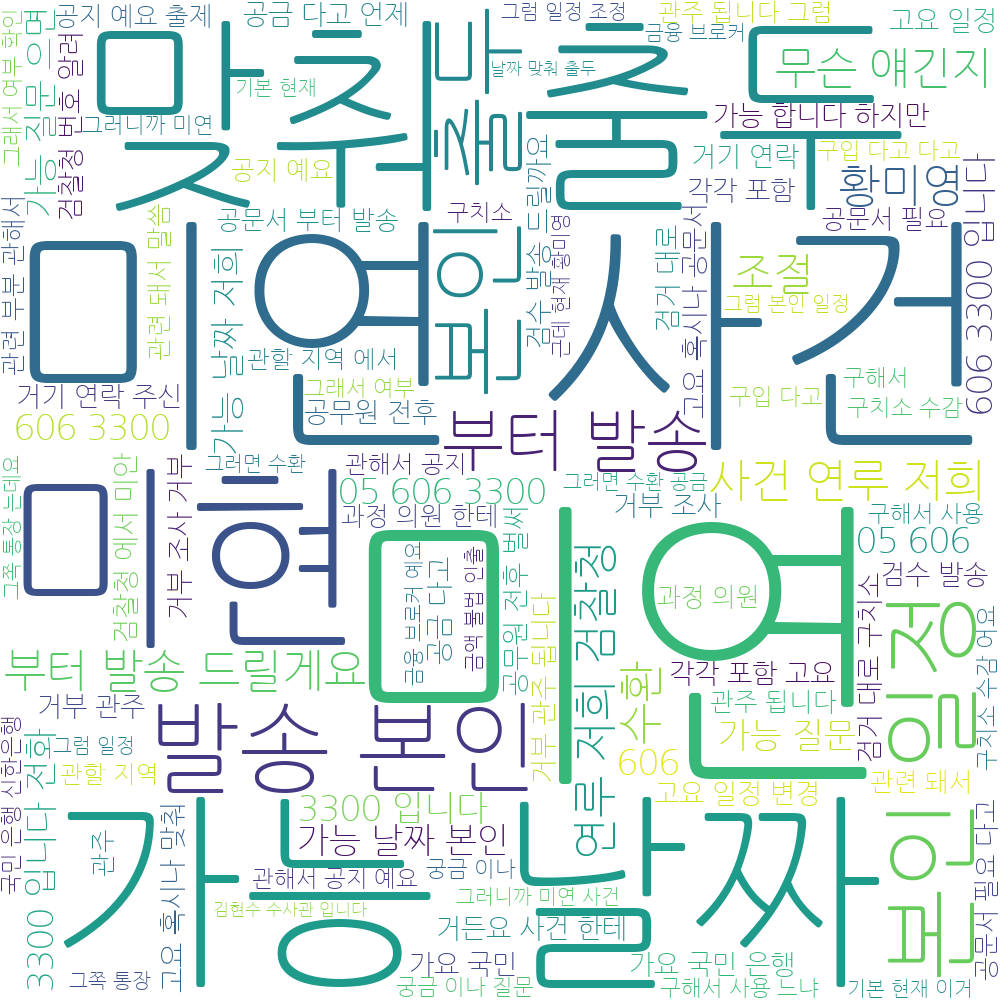 공지 예요 출제
공금 다고 언제
그럼 일정 조정
관주 됩니다 그럼
금융 브로커
고요 일정
맞춰 출두
출두
무슨 얘긴지
날짜 맞춰 출두
기본 현재
그러니까 미연
공지 예요
가능 합니다 하지만
거기 연락
구입 다고 다고
각각 포함
황미영
공문서 부터 발송
구치소
공문서 필요
그래서 여부 확인
가능 질문 으면
검찰청 번호 알려
관련 부분 관해서
관련 돼서 말씀
가능 날짜 저희
미연 사건
본인
검수 발송 드릴까요
근데 현재 황미영
검거 대로
고요 혹시나 공문서
조절
그럼 본인 일정
606 3300 입니다
관할 지역 에서
거기 연락 주신
그래서 여부
구입 다고
구해서
공무원 전후
구치소 수감
606 3300
부터 발송
그러면 수환
관해서 공지
그러면 수환 공금
사건 연루 저희
05 606 3300
거부 조사
구해서 사용
과정 의원 한테
05 606
검수 발송
그쪽 통장 는데요
검찰청 에서 미안
거부 조사 거부
미현
미연
금융 브로커 예요
공금 다고
금액 불법 인출
공무원 전후 벌써
거부 관주 됩니다
연루 저희 검찰청
과정 의원
수환
각각 포함 고요
검거 대로 구치소
일정
구치소 수감 어요
부터 발송 드릴게요
거부 관주
관주 됩니다
발송 본인
그럼 일정
관할 지역
가능 질문
606
관련 돼서
고요 일정 변경
국민 은행 신한은행
3300 입니다 전화
3300 입니다
관주
고요 혹시나 맞춰
가능 날짜
가능 날짜 본인
본인
공문서 필요 다고
관해서 공지 예요
궁금 이나
김현수 수사관 입니다
그러니까 미연 사건
거든요 사건 한테
그쪽 통장
가요 국민
가요 국민 은행
궁금 이나 질문
구해서 사용 느냐
기본 현재 이거